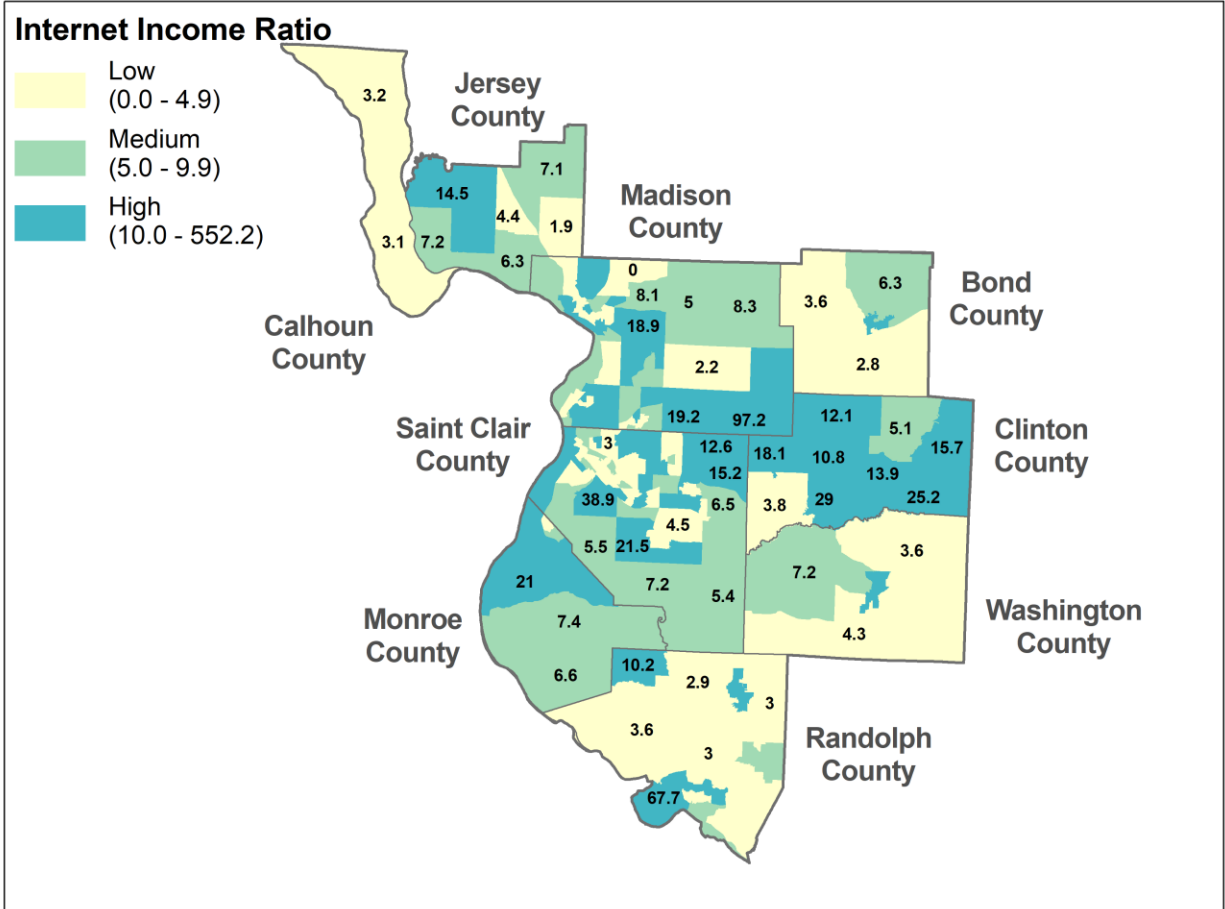 Internet Income Ratio
Low
(0.0 - 4.9)
Medium
(5.0 - 9.9)
High
(10.0 - 552.2)
3.2
Jersey
County
7.1
14.5
4.4
1.9
3.1
7.2
6.3
Madison
County
0
8.1
5
8.3
18.9
2.2
19.2
97.2
3.6
6.3
2.8
Bond
County
Calhoun
County
Saint Clair
County
3
12.6
15.2
38.9
6.5
4.5
5.5
21.5
7.2
5.4
12.1
5.1
15.7
18.1
10.8
13.9
25.2
29
3.8
Clinton
County
3.6
7.2
4.3
Washington
County
21
7.4
6.6
Monroe
County
10.2
2.9
3
3.6
3
67.7
Randolph
County